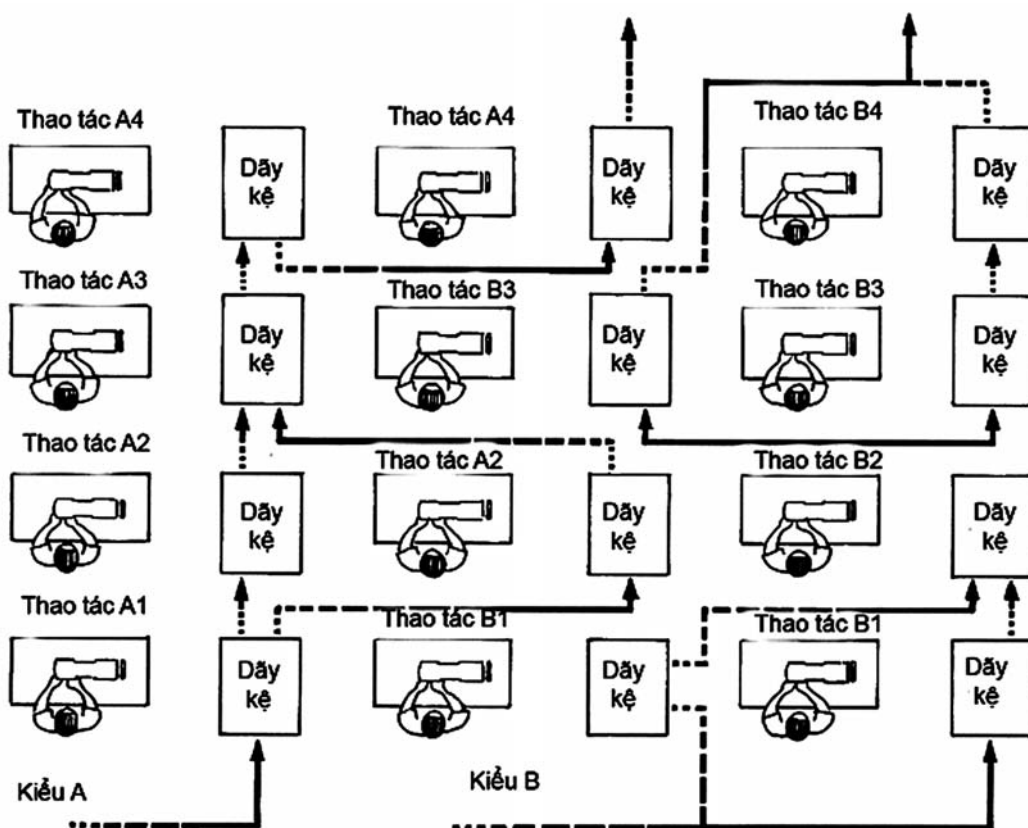 Thao tác A4
Thao tác A4
Thao tác B4
Dãy
kệ
Dãy
kệ
Dãy
kệ
Thao tác A3
Thao tác B3
Thao tác B3
Dãy
kệ
Dãy
kệ
Dãy
kệ
Thao tác A2
Thao tác A2
Thao tác B2
Dãy
kệ
Dãy
kệ
Dãy
kệ
Thao tác A1
Thao tác B1
Thao tác B1
Dãy
kệ
Dãy
kệ
Dãy
kệ
Kiểu A
Kiểu B